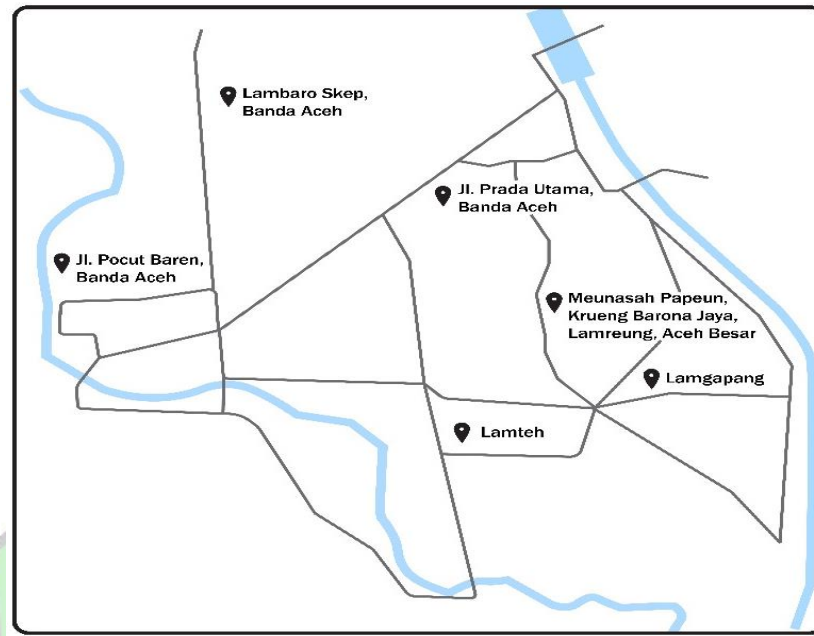 Lambaro Skep,
Banda Aceh
Jl. Prada Utama,
Banda Aceh
Jl. Pocut Baren,
Banda Aceh
Meunasah Papeun,
Krueng Barona Jaya,
Lamreung, Aceh Besar
Lamgapang
Lamteh